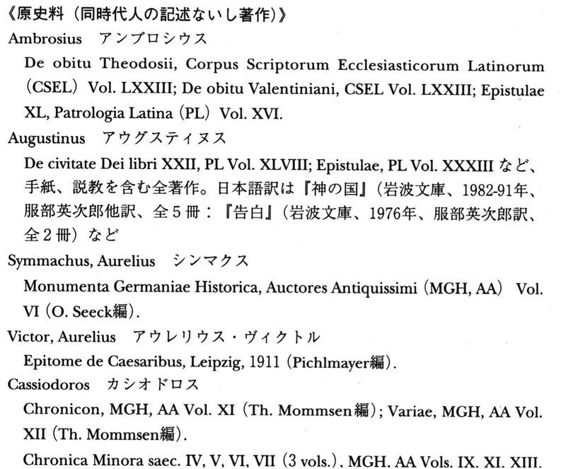 《原史料（同時代人の記述ないし著作）》
Ambrosius　アンブロシウス
De obitu Theodosii, Corpus Scriptorum Ecclesiasticorum Latinorum
（CSEL）Vol. LXXIII; De obitu Valentiniani, CSEL Vol. LXXIII; Epistulae
XL, Patrologia Latina（PL）Vol. XVI.
Augustinus　アウグスティヌス
De civitate Dei libri XXII, PL Vol. XLVIII; Epistulae, PL Vol. XXXIII など、
手紙、説教を含む全著作。日本語訳は『神の国』（岩波文庫、1982-91年、
服部英次郎他訳、全５冊：『告白』（岩波文庫、1976年、服部英次郎訳、
全２冊）など
Symmachus, Aurelius　シンマクス
Monumenta Germaniae Historica, Auctores Antiquissimi（MGH, AA）Vol.
VI（O. Seeck編）.
Victor, Aurelius　アウレリウス・ヴィクトル
Epitome de Caesaribus, Leipzig, 1911（Pichlmayer編）.
Cassiodoros　カシオドロス
Chronicon, MGH, AA Vol. XI（Th. Mommsen編）; Variae, MGH, AA Vol.
XII（Th. Mommsen編）.
Chronica Minora saec. IV, V, VI, VII（3 vols.）, MGH, AA Vols. IX, XI, XIII.